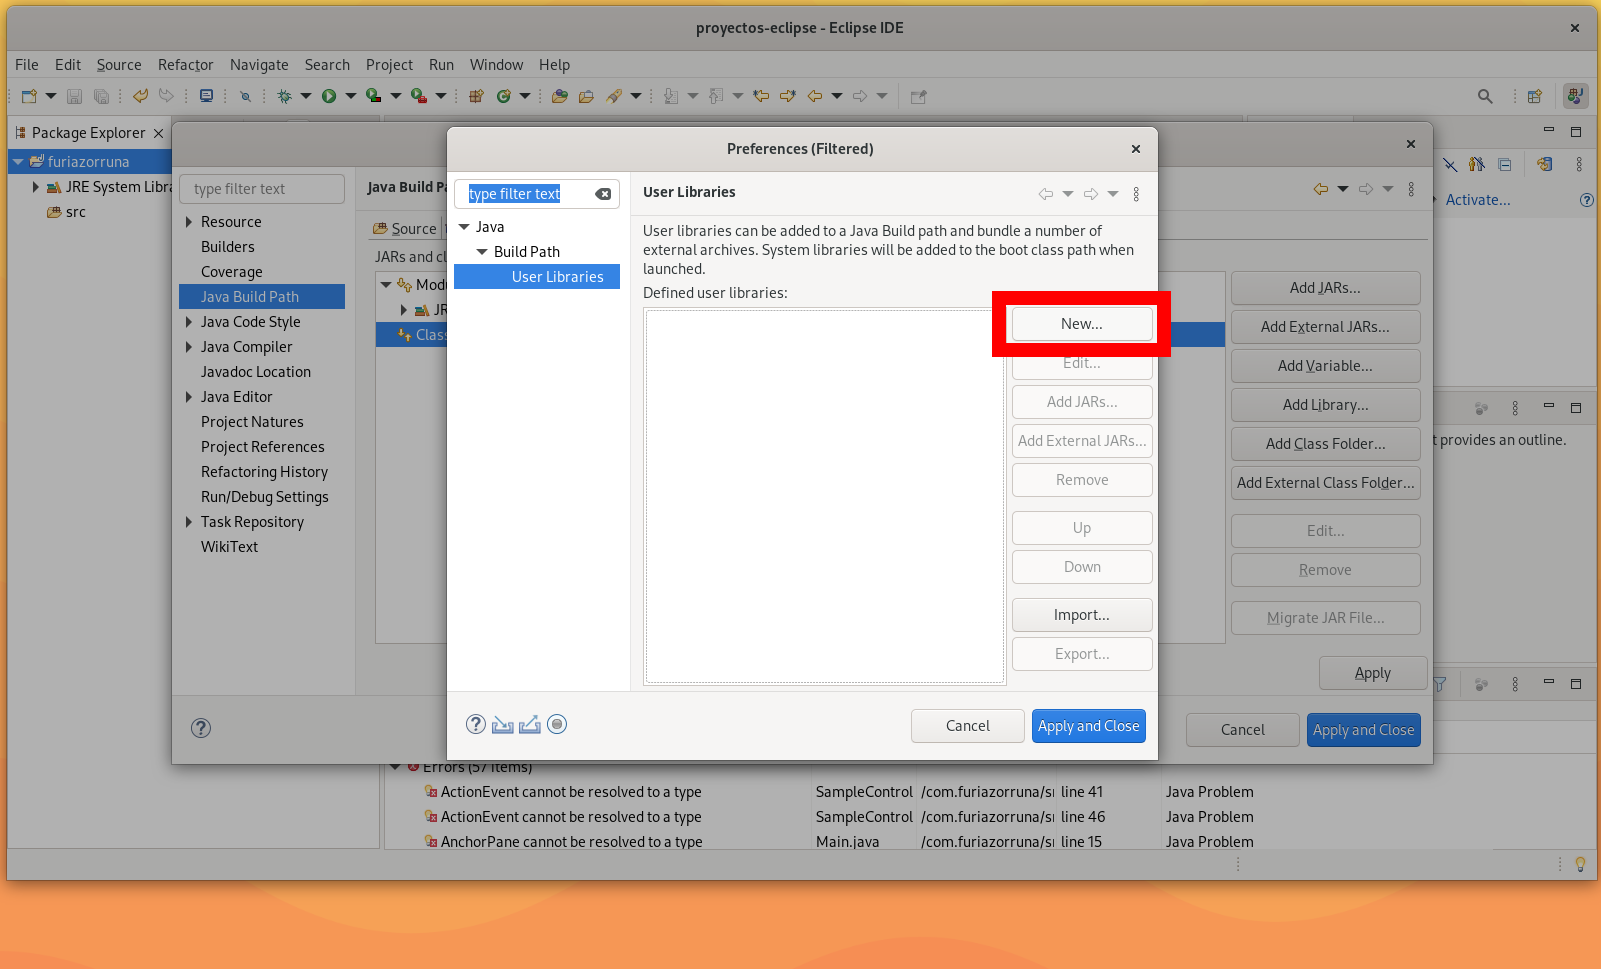 proyectos-eclipse - Eclipse IDE
File Edit Source Refactor Navigate Search Project Run Window Help
Package Explorer
furiazorruna
JRE System Libra
src
type filter text
Resource
Builders
Coverage
Java Build Path
Java Code Style
Java Compiler
Javadoc Location
Java Editor
Project Natures
Project References
Refactoring History
Run/Debug Settings
Task Repository
WikiText
Java Build Pa
Source
JARs and cl
Modu
JR
Class
Preferences (Filtered)
type filter text
Java
Build Path
User Libraries
User Libraries
User libraries can be added to a Java Build path and bundle a number of
external archives. System libraries will be added to the boot class path when
launched.
Defined user libraries:
New...
Edit...
Add JARs...
Add External JARs...
Remove
Up
Down
Import...
Export...
Cancel
Apply and Close
Add JARs...
Add External JARs...
Add Variable...
Add Library...
Add Class Folder...
Add External Class Folder...
Edit...
Remove
Migrate JAR File...
Apply
Cancel
Apply and Close
Activate...
t provides an outline.
Errors (57 items)
ActionEvent cannot be resolved to a type SampleControl /com.furiazorruna/sr line 41 Java Problem
ActionEvent cannot be resolved to a type SampleControl /com.furiazorruna/sr line 46 Java Problem
AnchorPane cannot be resolved to a type Main.java /com.furiazorruna/sr line 15 Java Problem